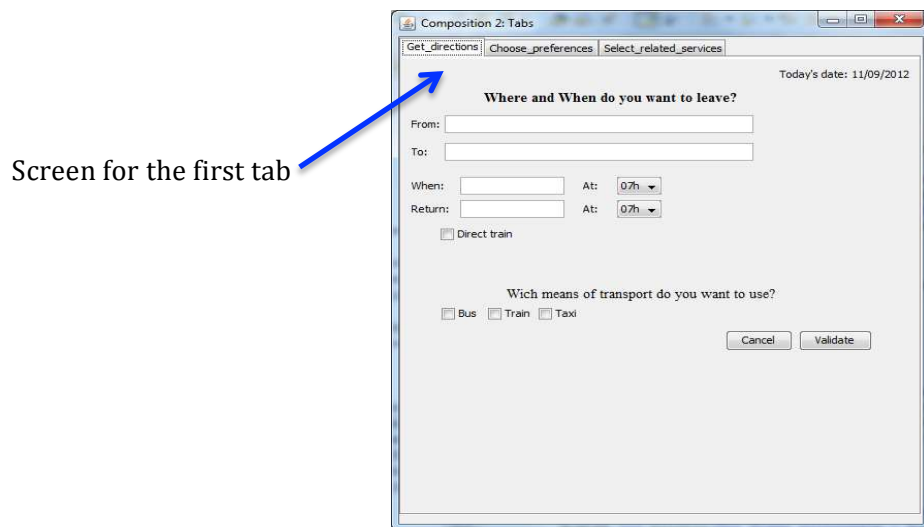 Composition 2: Tabs
Get_directions Choose_preferences Select_related_services
Today's date: 11/09/2012
Where and When do you want to leave?
From:
To:
Screen for the first tab
When: At: 07h
Return: At: 07h
Direct train
Wich means of transport do you want to use?
Bus Train Taxi
Cancel Validate